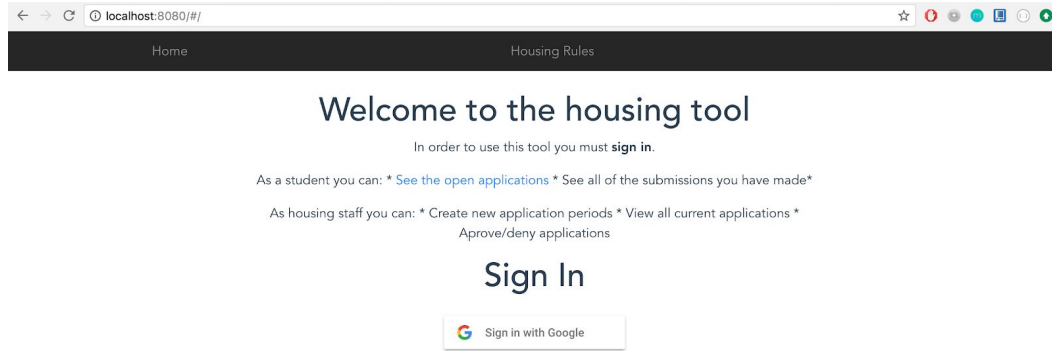 localhost:8080/#/
Home Housing Rules
Welcome to the housing tool
In order to use this tool you must sign in.
As a student you can: * See the open applications * See all of the submissions you have made*
As housing staff you can: * Create new application periods * View all current applications *
Aprove/deny applications
Sign In
Sign in with Google